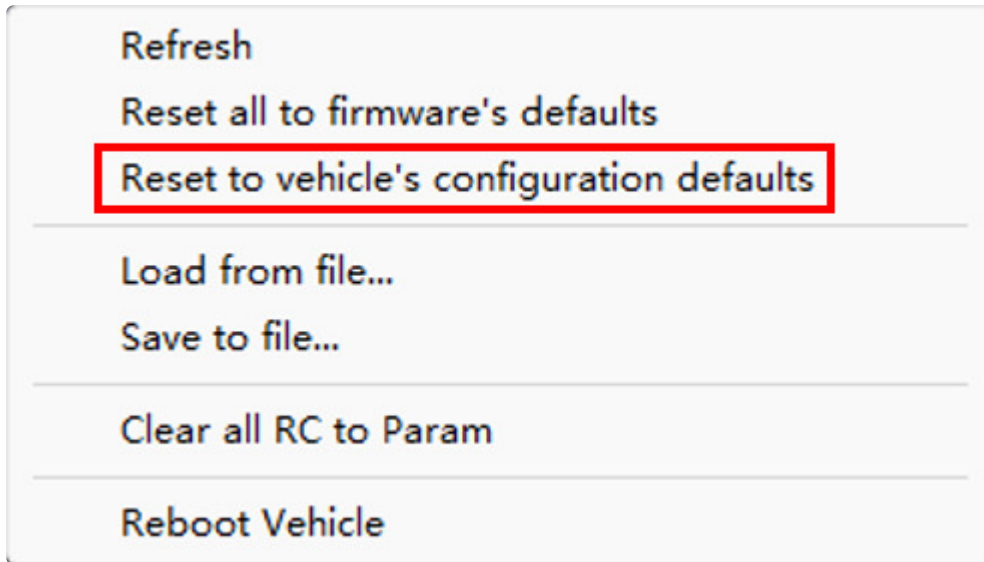 Refresh
Reset all to firmware's defaults
Reset to vehicle's configuration defaults
Load from file...
Save to file...
Clear all RC to Param
Reboot Vehicle